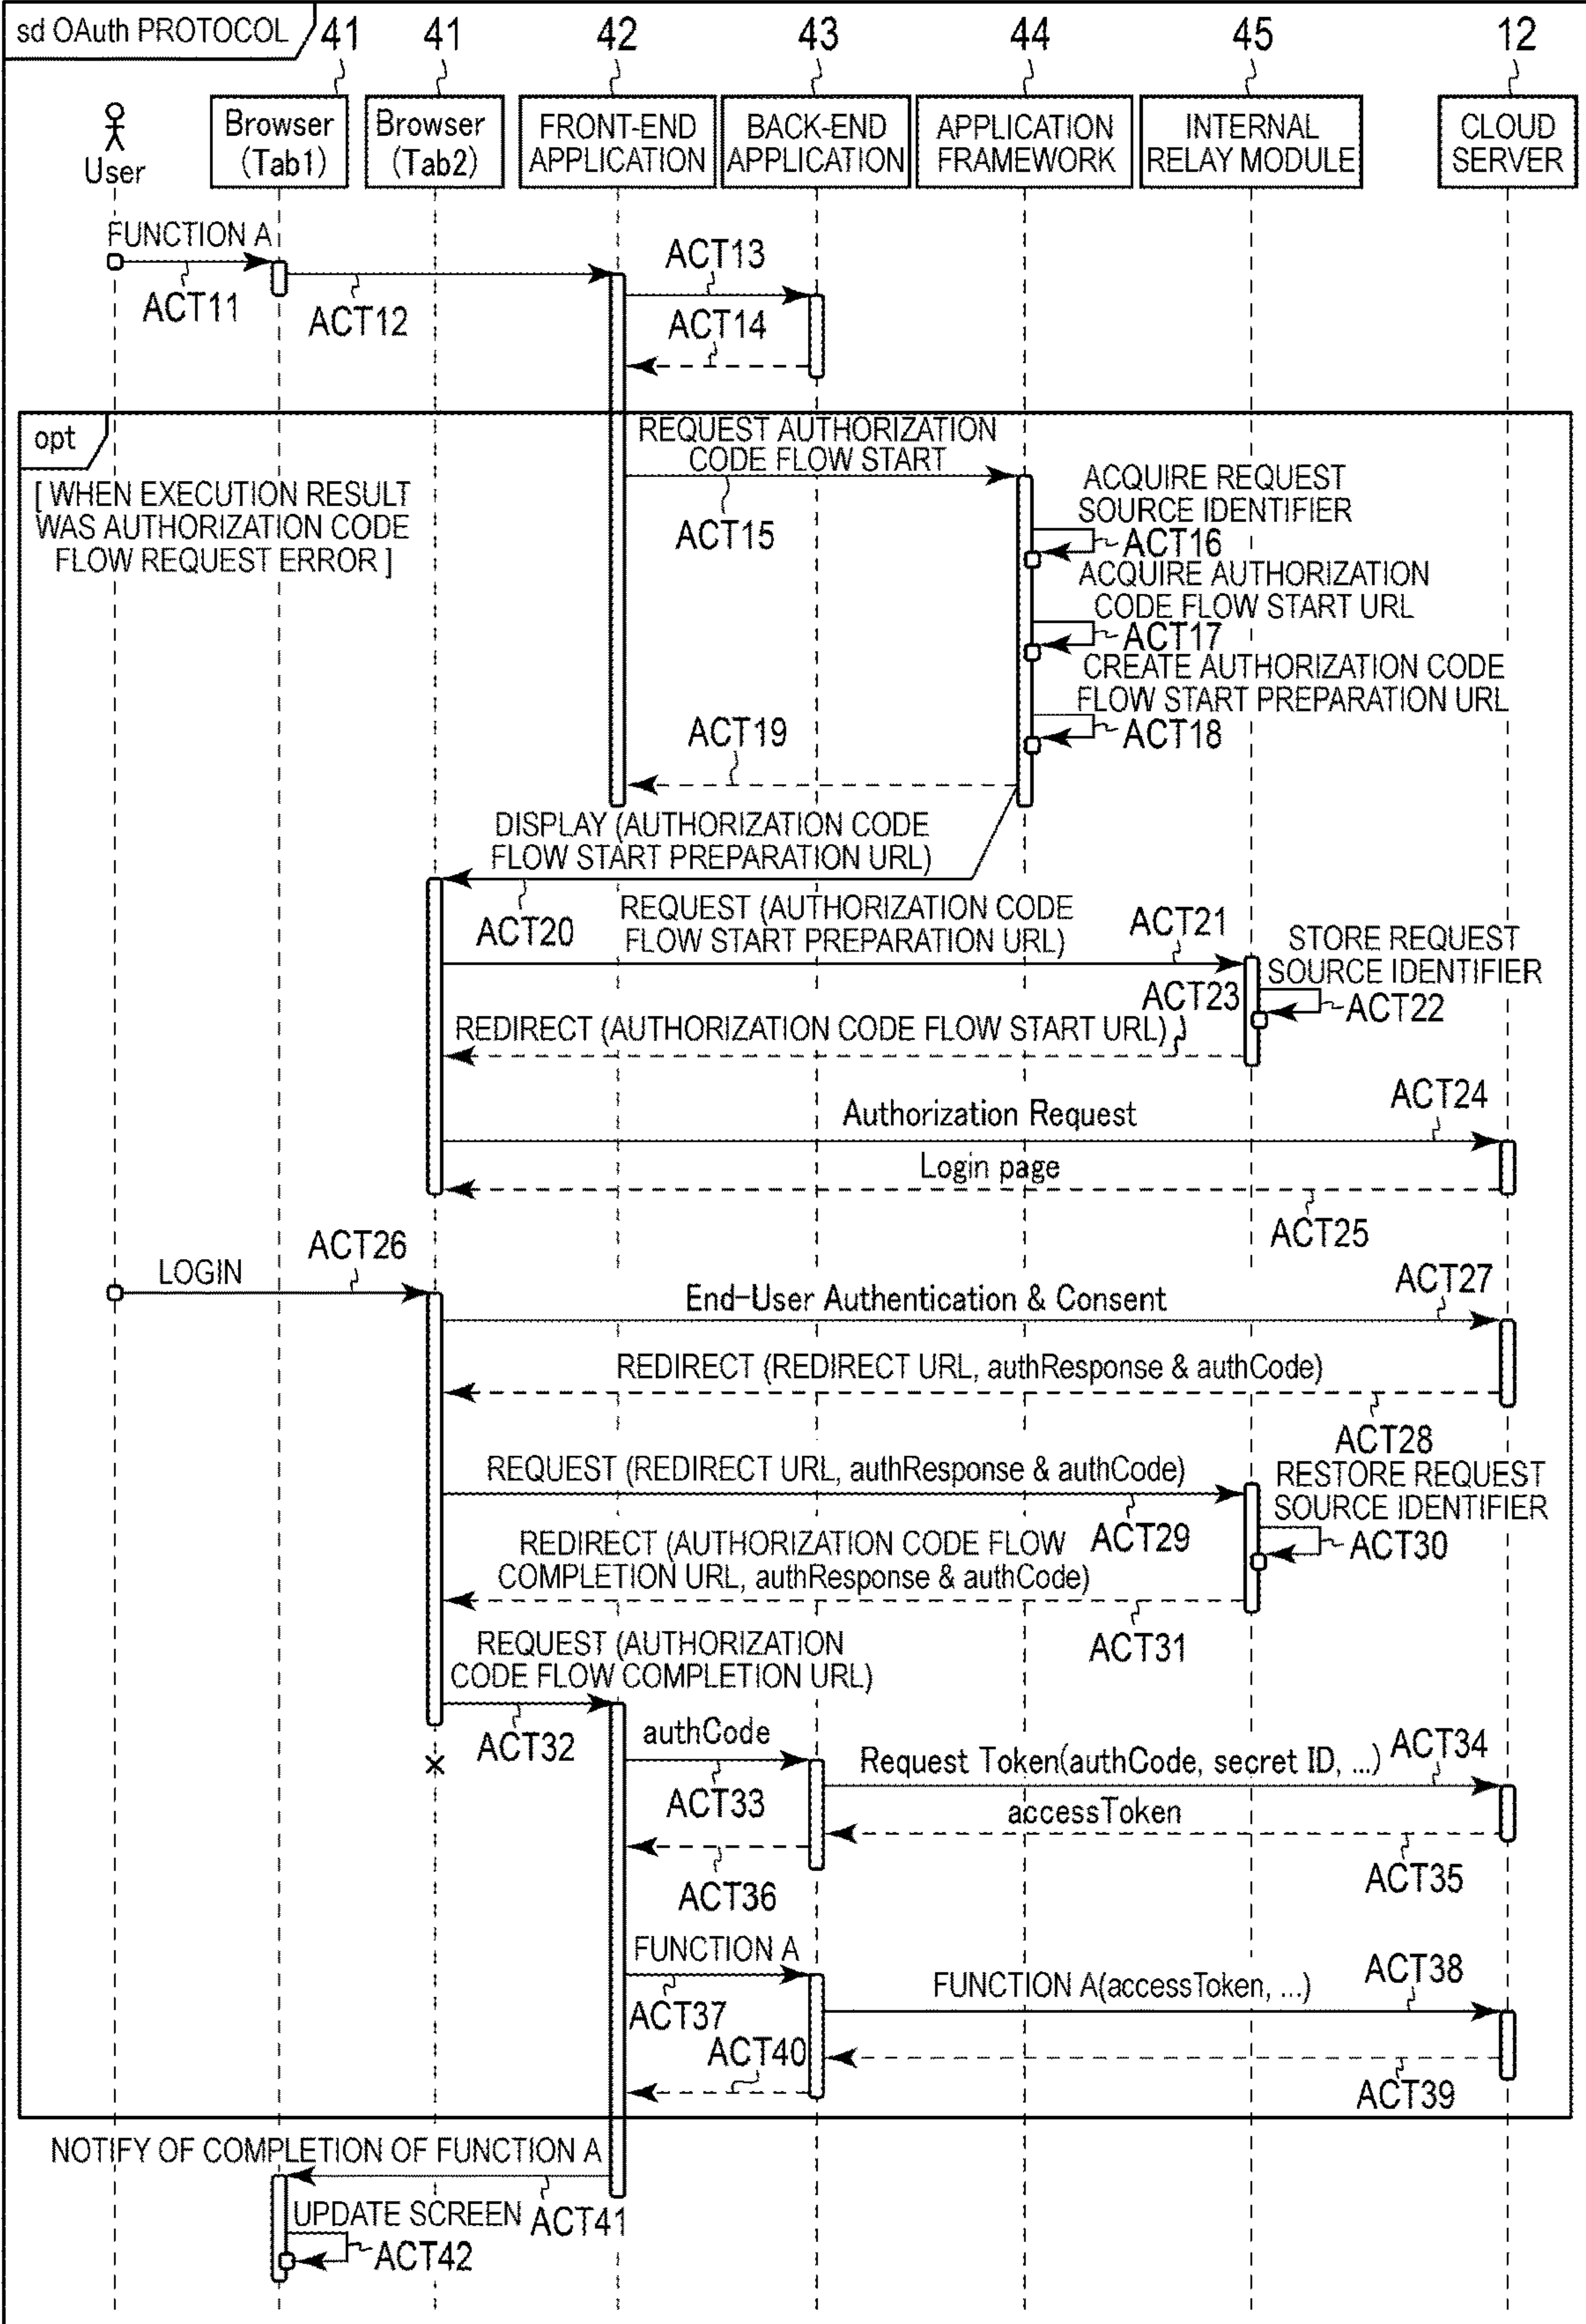 sd OAuth PROTOCOL
41
41
42
43
44
45
12
User
Browser
(Tab1)
Browser
(Tab2)
FRONT-END
APPLICATION
BACK-END
APPLICATION
APPLICATION
FRAMEWORK
INTERNAL
RELAY MODULE
CLOUD
SERVER
FUNCTION A
ACT11
ACT12
ACT13
ACT14
opt
[ WHEN EXECUTION RESULT
WAS AUTHORIZATION CODE
FLOW REQUEST ERROR ]
REQUEST AUTHORIZATION
CODE FLOW START
ACT15
ACQUIRE REQUEST
SOURCE IDENTIFIER
ACT16
ACQUIRE AUTHORIZATION
CODE FLOW START URL
ACT17
CREATE AUTHORIZATION CODE
FLOW START PREPARATION URL
ACT18
ACT19
DISPLAY (AUTHORIZATION CODE
FLOW START PREPARATION URL)
ACT20
REQUEST (AUTHORIZATION CODE
FLOW START PREPARATION URL)
ACT21
STORE REQUEST
SOURCE IDENTIFIER
ACT22
ACT23
REDIRECT (AUTHORIZATION CODE FLOW START URL)
Authorization Request
ACT24
Login page
ACT25
LOGIN
ACT26
End-User Authentication & Consent
ACT27
REDIRECT (REDIRECT URL, authResponse & authCode)
ACT28
REQUEST (REDIRECT URL, authResponse & authCode)
ACT29
RESTORE REQUEST
SOURCE IDENTIFIER
ACT30
REDIRECT (AUTHORIZATION CODE FLOW
COMPLETION URL, authResponse & authCode)
ACT31
REQUEST (AUTHORIZATION
CODE FLOW COMPLETION URL)
ACT32
authCode
ACT33
Request Token(authCode, secret ID, ...)
ACT34
accessToken
ACT35
ACT36
FUNCTION A
ACT37
FUNCTION A(accessToken, ...)
ACT38
ACT39
ACT40
NOTIFY OF COMPLETION OF FUNCTION A
ACT41
UPDATE SCREEN
ACT42